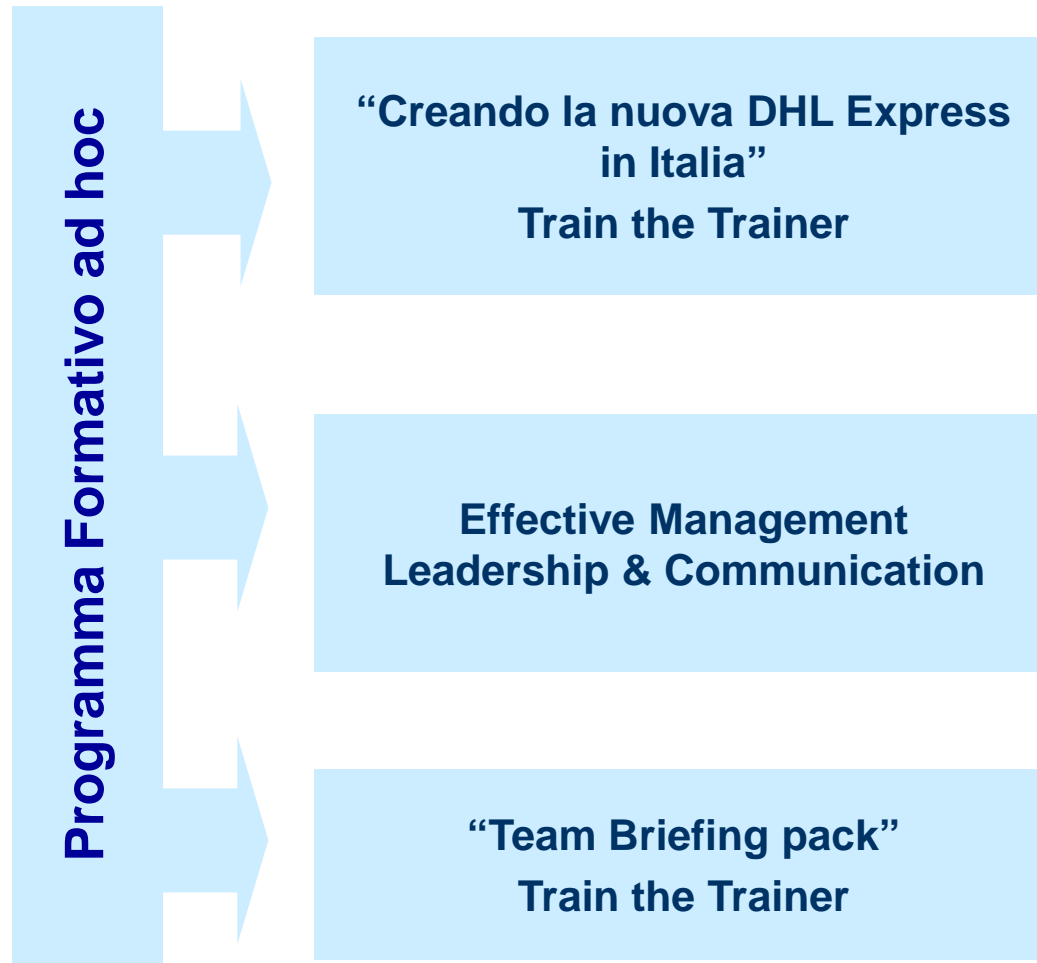 Programma Formativo ad hoc
“Creando la nuova DHL Express
in Italia”
Train the Trainer
Effective Management
Leadership & Communication
“Team Briefing pack”
Train the Trainer